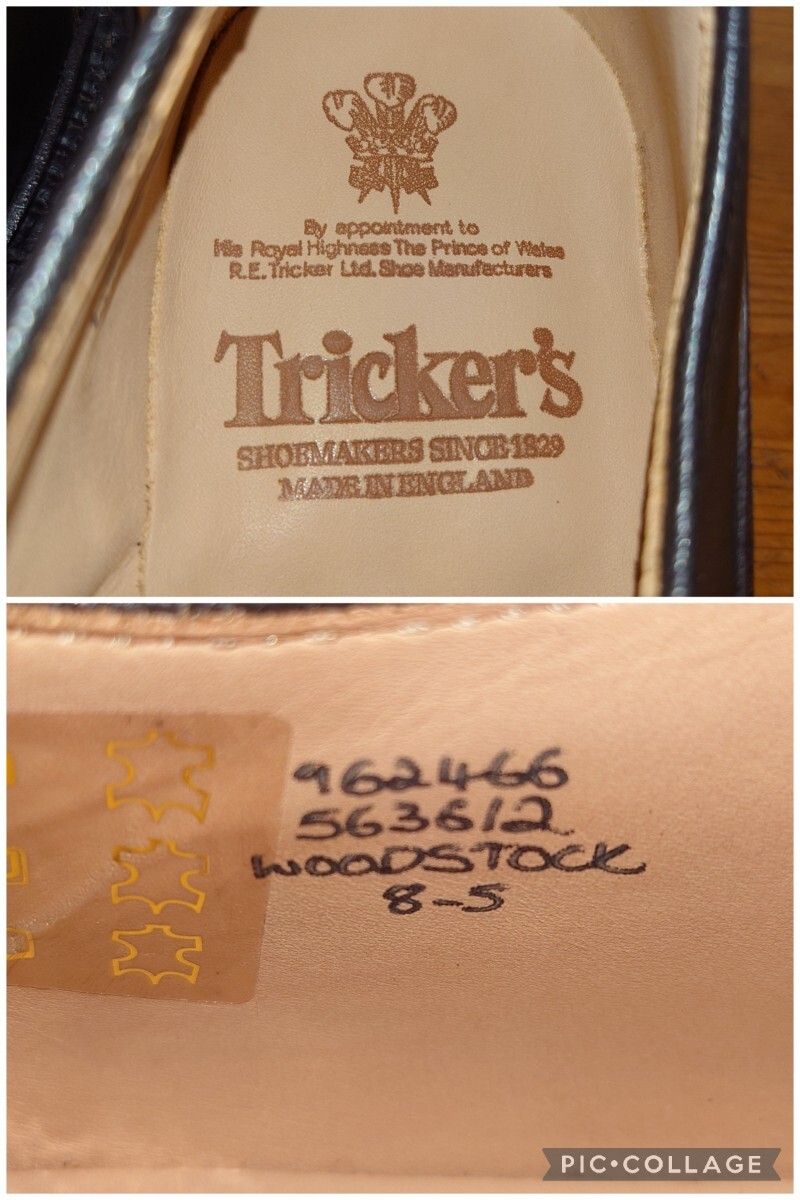 By appointment to
His Royal Highness The Prince of Wales
R.E. Tricker Ltd. Shoe Manufacturers
Tricker's
SHOEMAKERS SINCE 1829
MADE IN ENGLAND
962466
563612
WOODSTOCK
8-5
PIC•COLLAGE